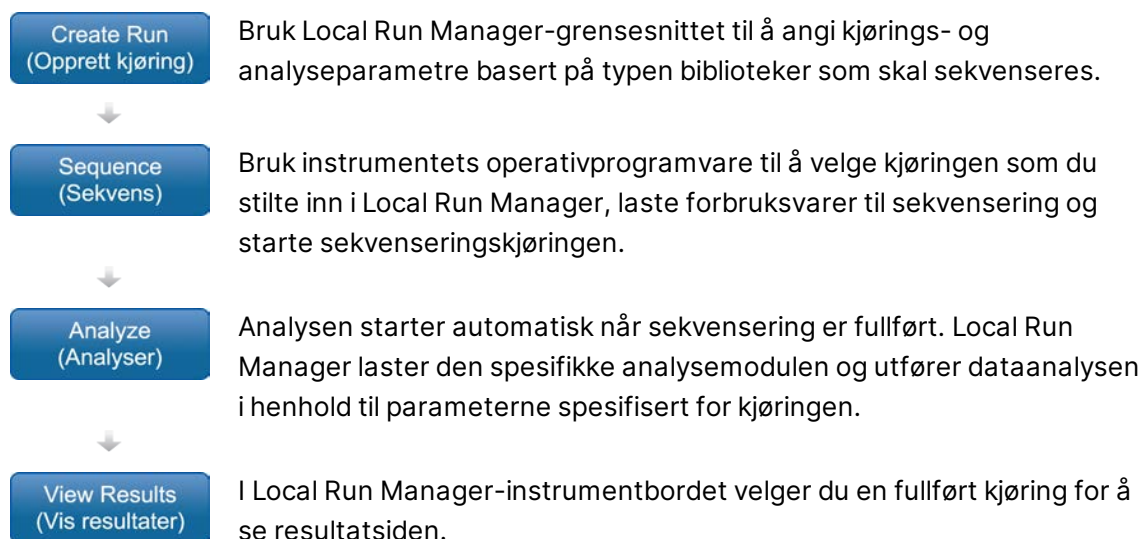 Create Run
(Opprett kjøring)
Bruk Local Run Manager-grensesnittet til å angi kjørings- og
analyseparametre basert på typen biblioteker som skal sekvenseres.
Sequence
(Sekvens)
Bruk instrumentets operativprogramvare til å velge kjøringen som du
stilte inn i Local Run Manager, laste forbruksvarer til sekvensering og
starte sekvenseringskjøringen.
Analyze
(Analyser)
Analysen starter automatisk når sekvensering er fullført. Local Run
Manager laster den spesifikke analysemodulen og utfører dataanalysen
i henhold til parameterne spesifisert for kjøringen.
View Results
(Vis resultater)
I Local Run Manager-instrumentbordet velger du en fullført kjøring for å
se resultatsiden.